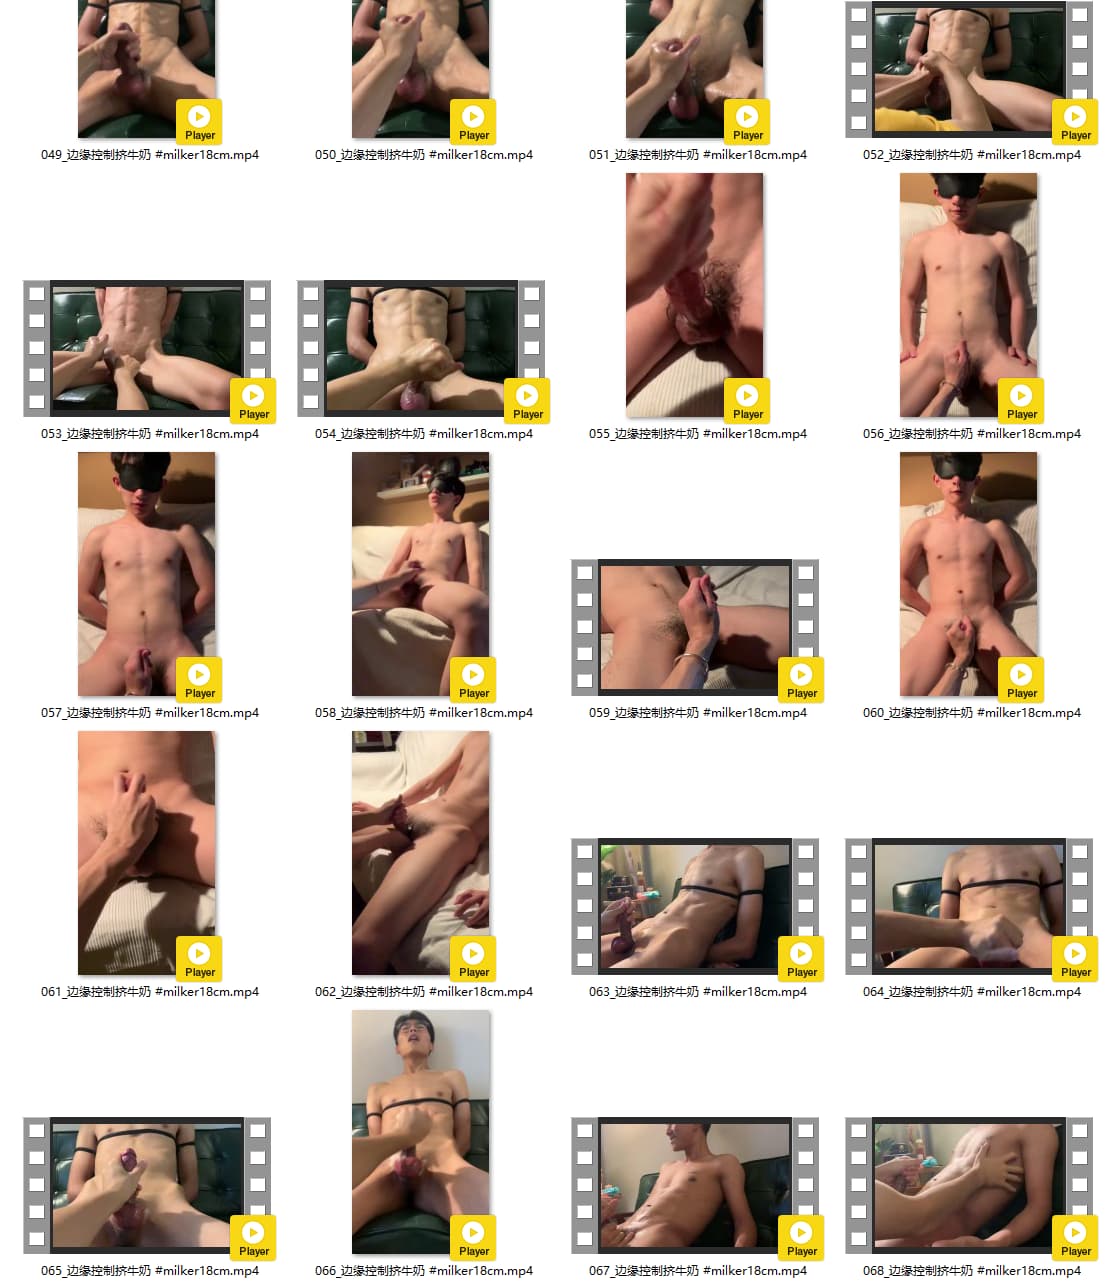 Player
Player
Player
Player
049_边缘控制挤牛奶 #milker18cm.mp4
050_边缘控制挤牛奶 #milker18cm.mp4
051_边缘控制挤牛奶 #milker18cm.mp4
052_边缘控制挤牛奶 #milker18cm.mp4
Player
Player
Player
Player
053_边缘控制挤牛奶 #milker18cm.mp4
054_边缘控制挤牛奶 #milker18cm.mp4
055_边缘控制挤牛奶 #milker18cm.mp4
056_边缘控制挤牛奶 #milker18cm.mp4
Player
Player
Player
Player
057_边缘控制挤牛奶 #milker18cm.mp4
058_边缘控制挤牛奶 #milker18cm.mp4
059_边缘控制挤牛奶 #milker18cm.mp4
060_边缘控制挤牛奶 #milker18cm.mp4
Player
Player
Player
Player
061_边缘控制挤牛奶 #milker18cm.mp4
062_边缘控制挤牛奶 #milker18cm.mp4
063_边缘控制挤牛奶 #milker18cm.mp4
064_边缘控制挤牛奶 #milker18cm.mp4
Player
Player
Player
Player
065_边缘控制挤牛奶 #milker18cm.mp4
066_边缘控制挤牛奶 #milker18cm.mp4
067_边缘控制挤牛奶 #milker18cm.mp4
068_边缘控制挤牛奶 #milker18cm.mp4